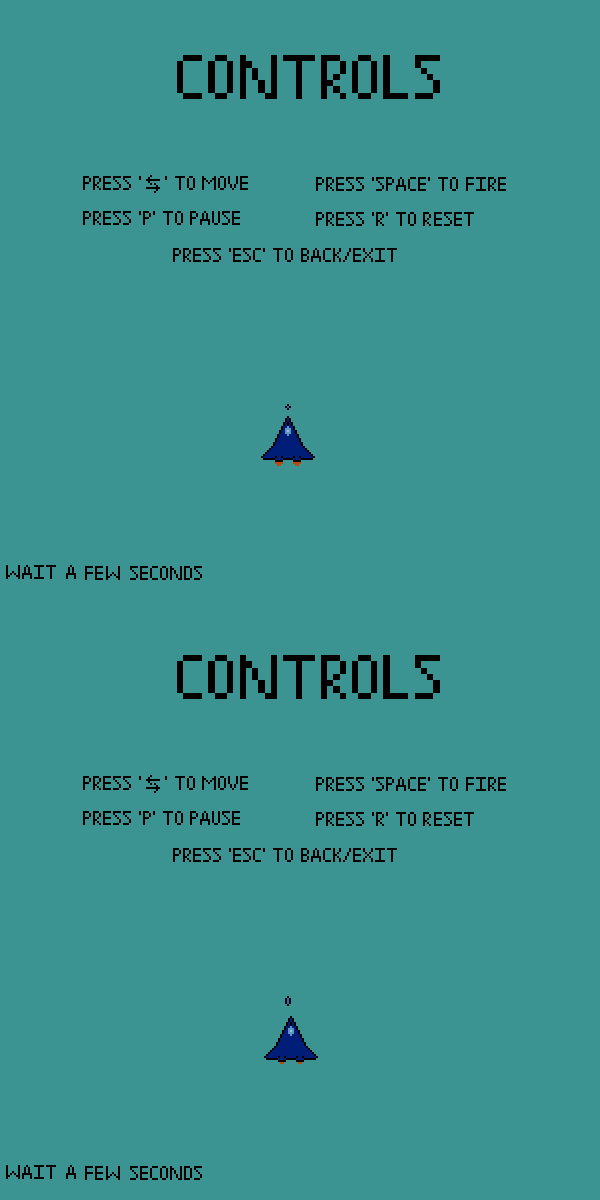 CONTROLS
PRESS '⇆' TO MOVE
PRESS 'SPACE' TO FIRE
PRESS 'P' TO PAUSE
PRESS 'R' TO RESET
PRESS 'ESC' TO BACK/EXIT
WAIT A FEW SECONDS
CONTROLS
PRESS '⇆' TO MOVE
PRESS 'SPACE' TO FIRE
PRESS 'P' TO PAUSE
PRESS 'R' TO RESET
PRESS 'ESC' TO BACK/EXIT
WAIT A FEW SECONDS